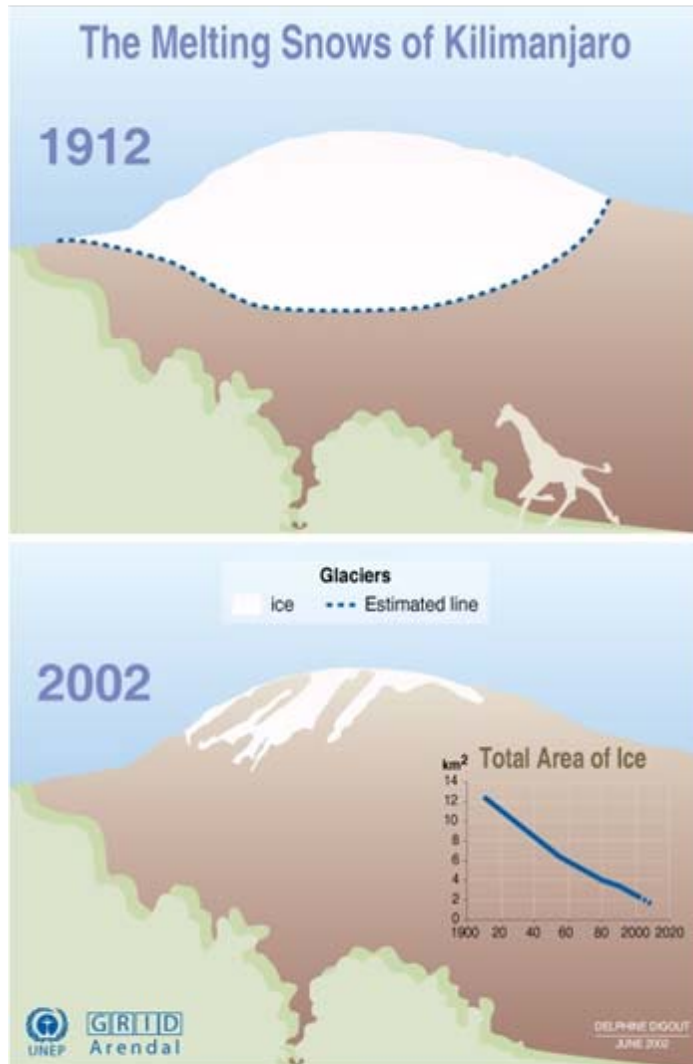 The Melting Snows of Kilimanjaro
1912
Glaciers
ice
Estimated line
2002
km2 Total Area of Ice
14
12
10
8
6
4
2
0
1900 20 40 60 80 2000 2020
UNEP
GRID
Arendal
DELPHINE DIGOUT
JUNE 2002